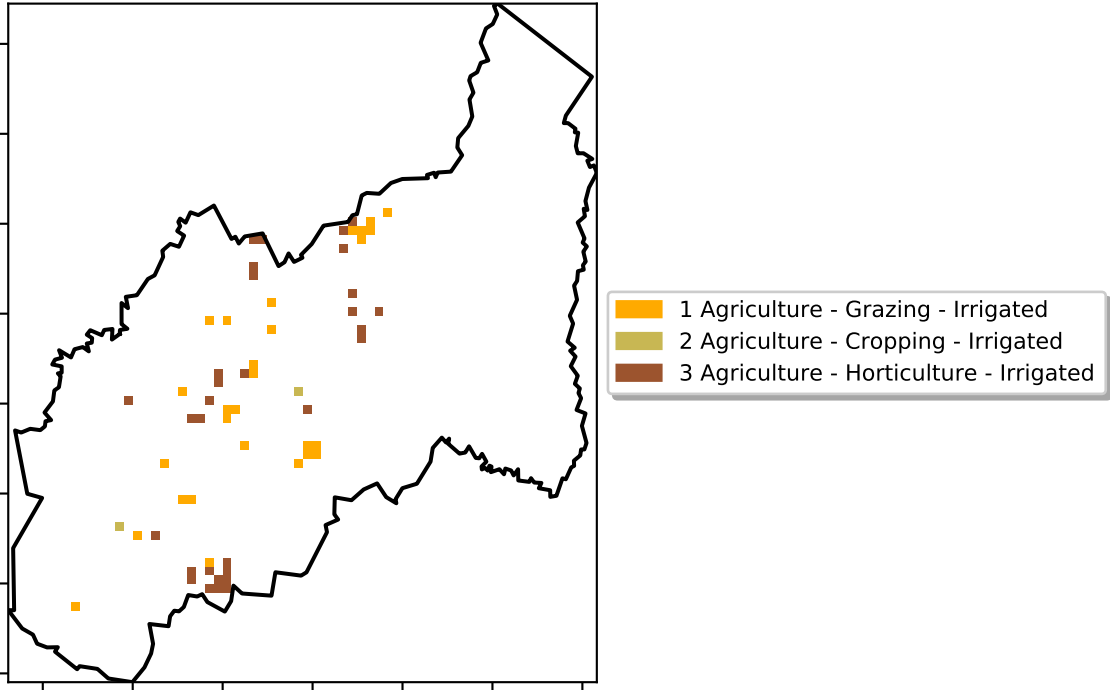 1 Agriculture - Grazing - Irrigated
2 Agriculture - Cropping - Irrigated
3 Agriculture - Horticulture - Irrigated